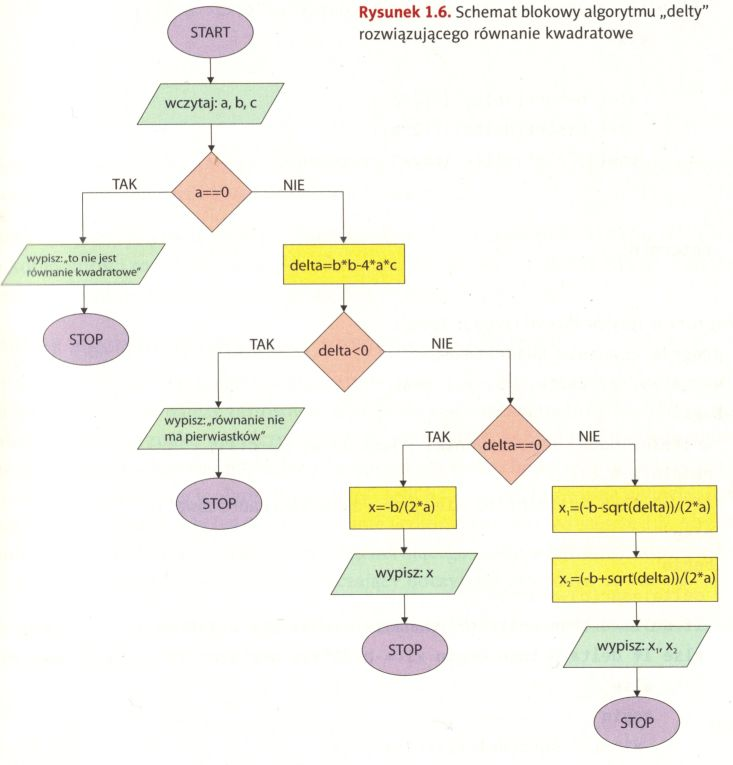 Rysunek 1.6. Schemat blokowy algorytmu „delty”
rozwiązującego równanie kwadratowe
START
wczytaj: a, b, c
a==0
TAK
NIE
wypisz:„to nie jest
równanie kwadratowe”
delta=b*b-4*a*c
STOP
delta<0
TAK
NIE
wypisz:„równanie nie
ma pierwiastków”
delta==0
TAK
NIE
STOP
x=-b/(2*a)
x₁=(-b-sqrt(delta))/(2*a)
wypisz: x
x₂=(-b+sqrt(delta))/(2*a)
STOP
wypisz: x₁, x₂
STOP